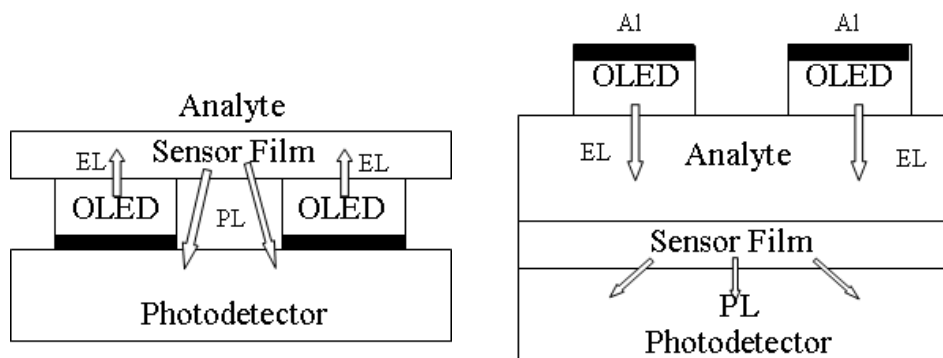 Analyte
EL Sensor Film EL
OLED PL OLED
Photodetector
Al Al
OLED OLED
EL Analyte EL
Sensor Film
PL
Photodetector